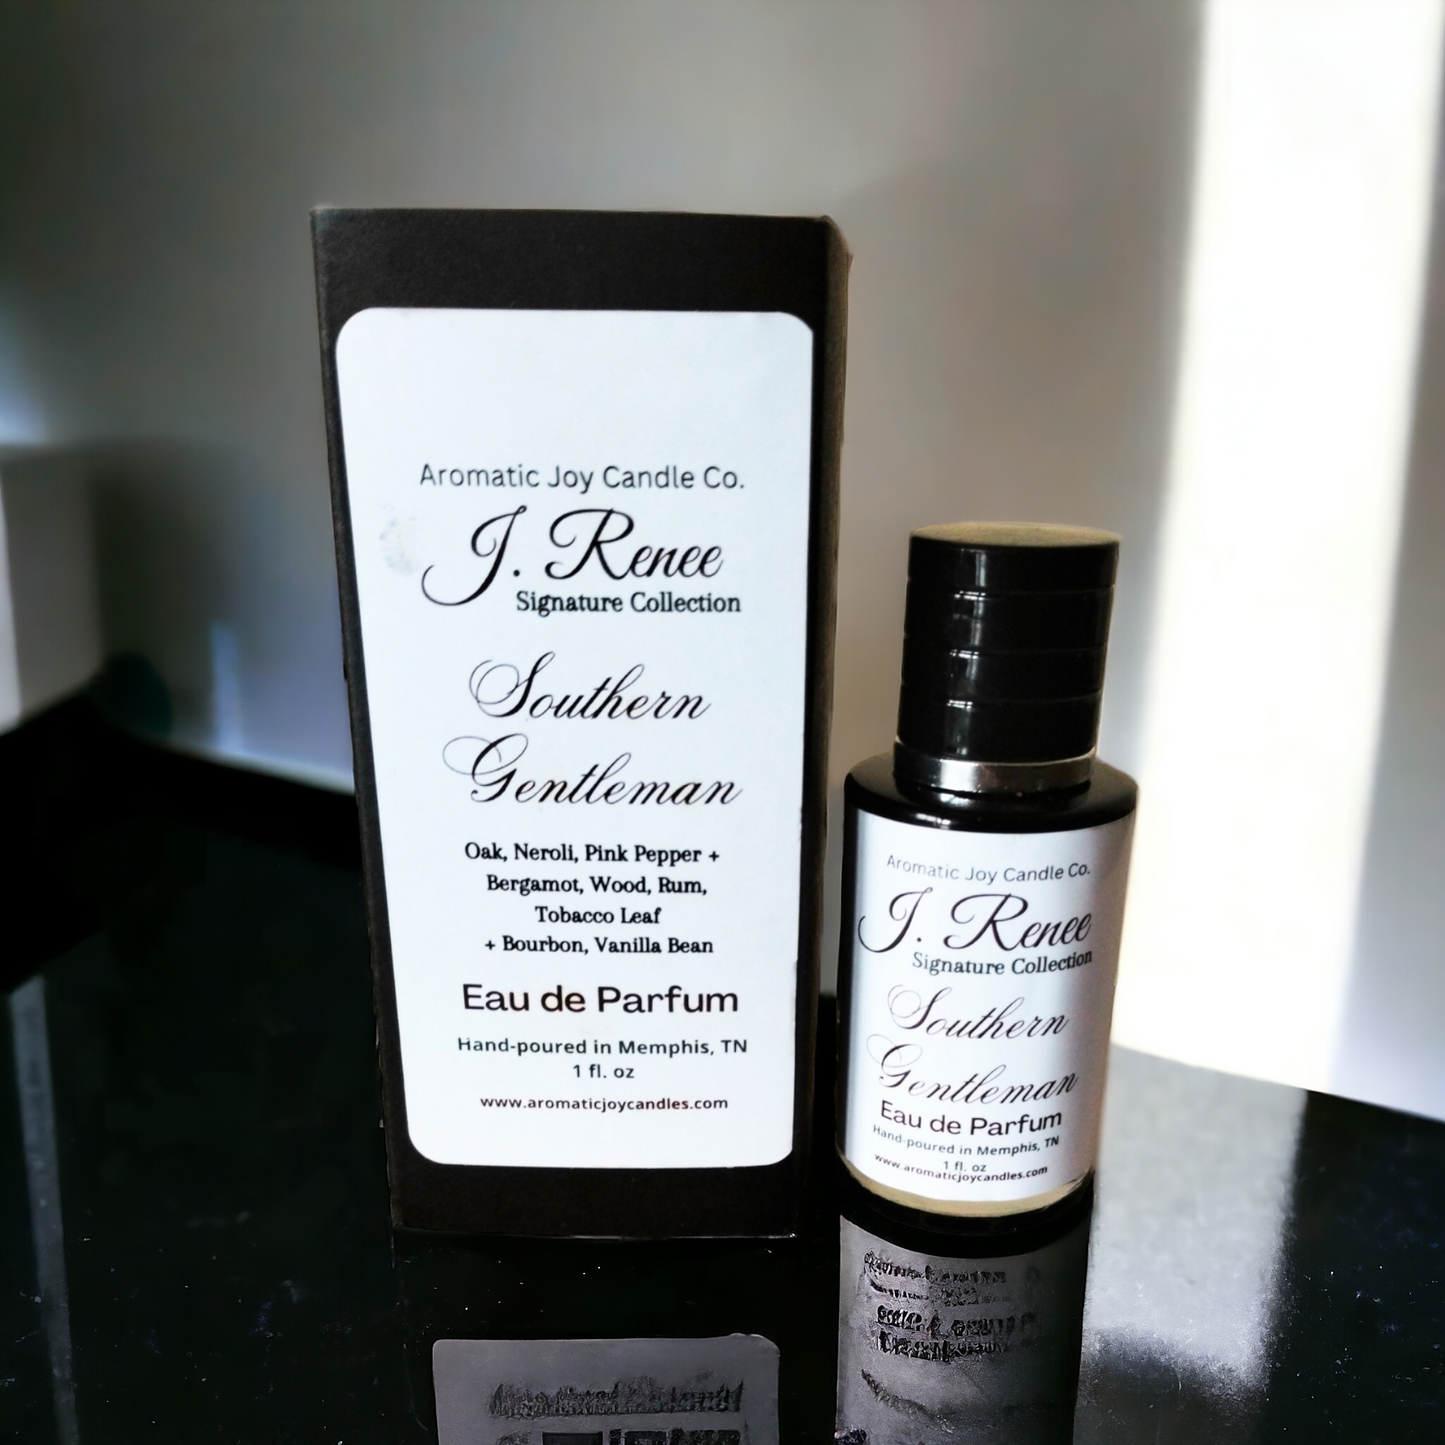 Aromatic Joy Candle Co.
J. Renee
Signature Collection
Southern
Gentleman
Oak, Neroli, Pink Pepper +
Bergamot, Wood, Rum,
Tobacco Leaf
+ Bourbon, Vanilla Bean
Eau de Parfum
Hand-poured in Memphis, TN
1 fl. oz
www.aromaticjoycandles.com
Aromatic Joy Candle Co.
J. Renee
Signature Collection
Southern
Gentleman
Eau de Parfum
Hand-poured in Memphis, TN
1 fl. oz
www.aromaticjoycandles.com